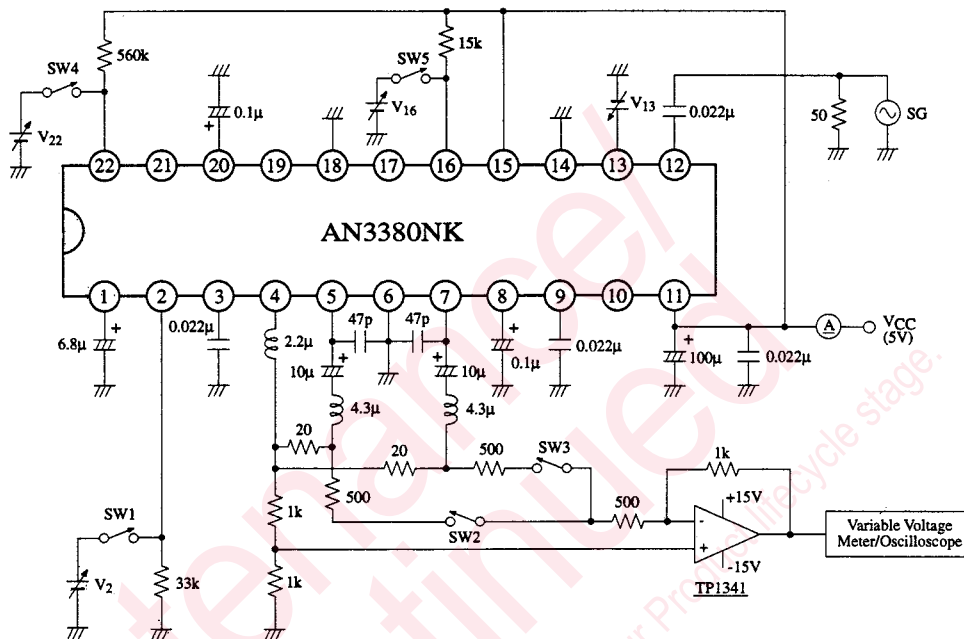 560k
15k
SW4
SW5
0.1µ
+
V22
V16
V13
0.022µ
50
SG
22 21 20 19 18 17 16 15 14 13 12
AN3380NK
1 2 3 4 5 6 7 8 9 10 11
6.8µ
+
0.022µ
2.2µ
47p
47p
10µ
+
10µ
+
+
0.1µ
0.022µ
+
100µ
0.022µ
A
VCC
(5V)
4.3µ
4.3µ
20
20
500
SW3
1k
500
SW2
500
1k
-
+
+15V
-15V
TP1341
Variable Voltage
Meter/Oscilloscope
SW1
V2
33k
1k
tenance/
tinued
cycle stage.